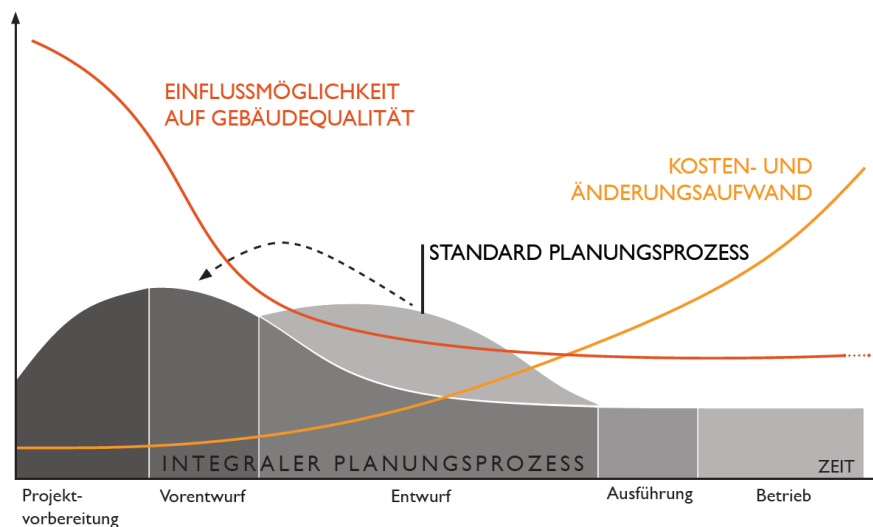 EINFLUSSMÖGLICHKEIT
AUF GEBÄUDEQUALITÄT
KOSTEN- UND
ÄNDERUNGSAUFWAND
STANDARD PLANUNGSPROZESS
INTEGRALER PLANUNGSPROZESS
ZEIT
Projekt-
vorbereitung
Vorentwurf
Entwurf
Ausführung
Betrieb